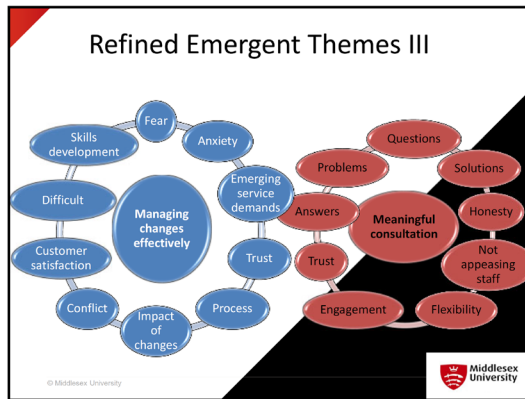 Refined Emergent Themes III
Fear
Anxiety
Emerging
service
demands
Trust
Process
Impact
of
changes
Conflict
Customer
satisfaction
Difficult
Skills
development
Managing
changes
effectively
Questions
Solutions
Honesty
Not
appeasing
staff
Flexibility
Engagement
Trust
Answers
Problems
Meaningful
consultation
© Middlesex University
Middlesex
University